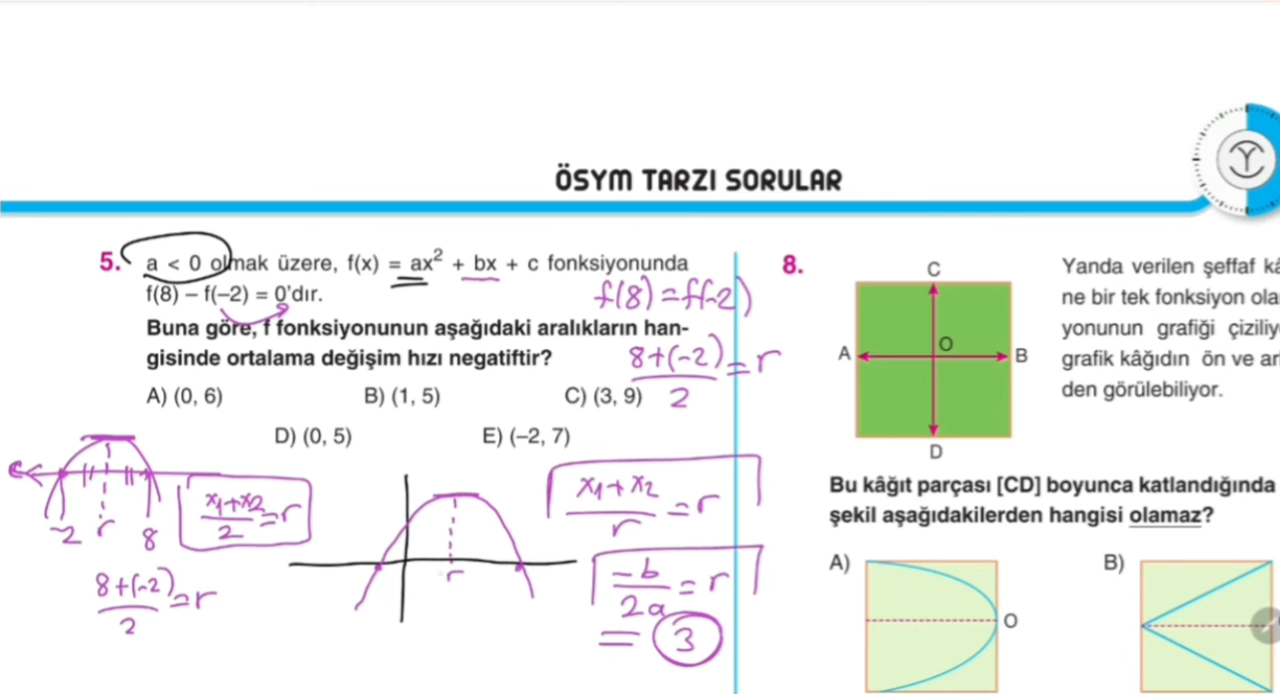 ÖSYM TARZI SORULAR
5. a < 0 olmak üzere, f(x) = ax² + bx + c fonksiyonunda
f(8) – f(–2) = 0'dır.
Buna göre, f fonksiyonunun aşağıdaki aralıkların han-
gisinde ortalama değişim hızı negatiftir?
A) (0, 6) B) (1, 5) C) (3, 9)
D) (0, 5) E) (–2, 7)
f(8) = f(-2)
8+(-2)/2 = r
-2 r 8
x₁+x₂/2 = r
8+(-2)/2 = r
r
x₁+x₂/r = r
-b/2a = r
= 3
8.
C
A O B
D
Yanda verilen şeffaf kâ
ne bir tek fonksiyon ola
yonunun grafiği çiziliy
grafik kâğıdın ön ve ar
den görülebiliyor.
Bu kâğıt parçası [CD] boyunca katlandığında
şekil aşağıdakilerden hangisi olamaz?
A) O B)